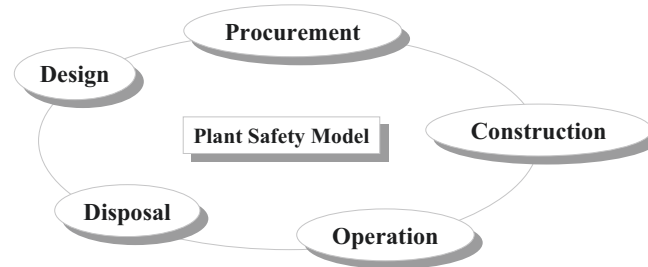 Procurement
Design
Construction
Plant Safety Model
Disposal
Operation